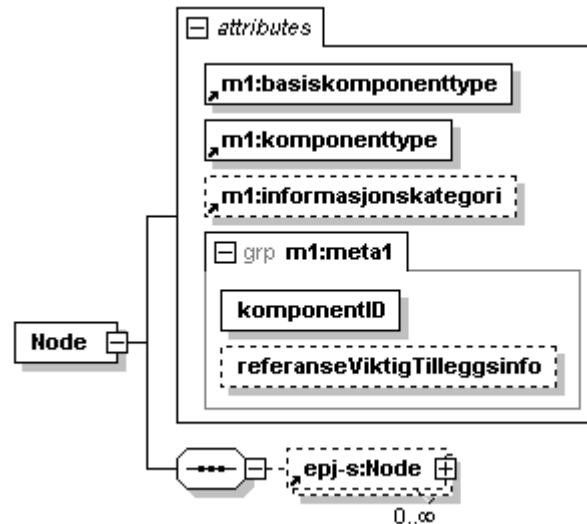 attributes
m1:basiskomponenttype
m1:komponenttype
m1:informasjonskategori
grp m1:meta1
komponentID
referanseViktigTilleggsinfo
Node
epj-s:Node
0..∞